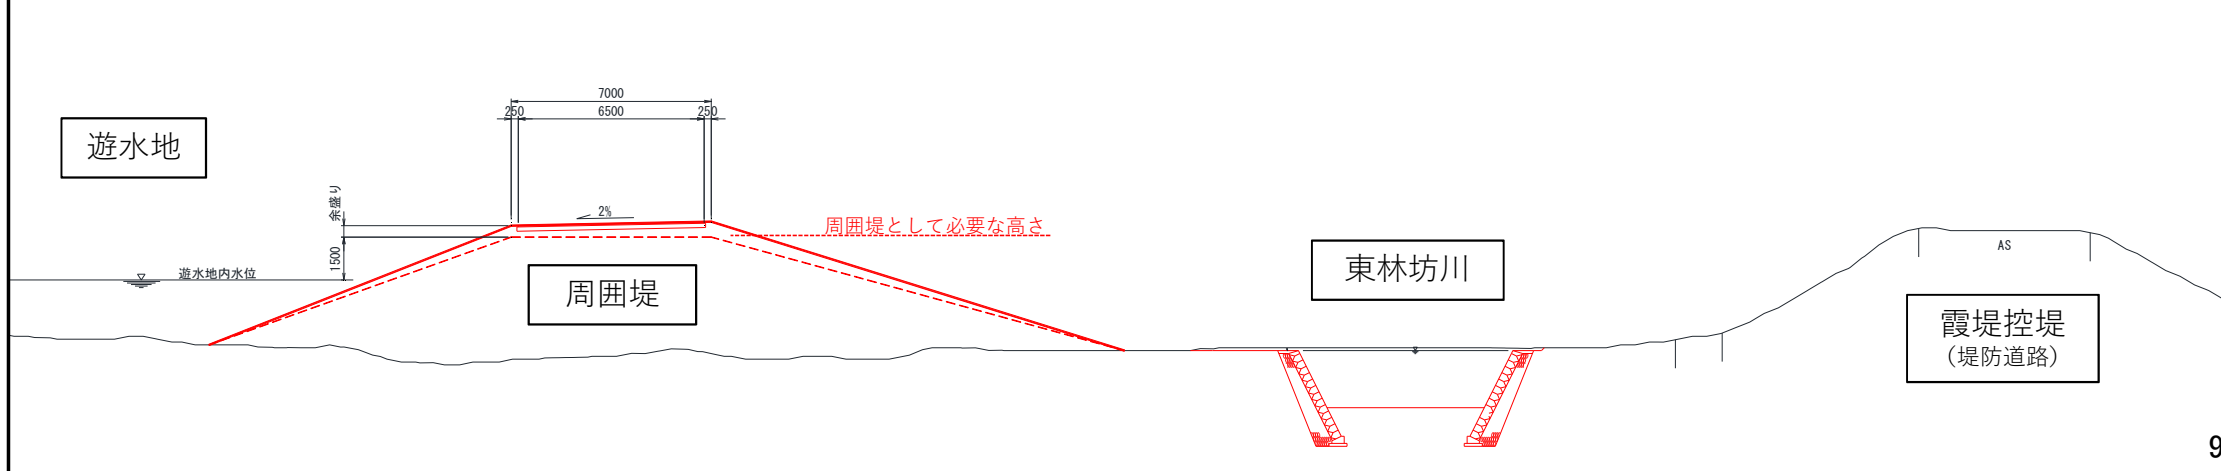 7000
250 6500 250
遊水地
余盛り
2%
周囲堤として必要な高さ
1500
遊水地内水位
周囲堤
東林坊川
AS
霞堤控堤
（堤防道路）
9